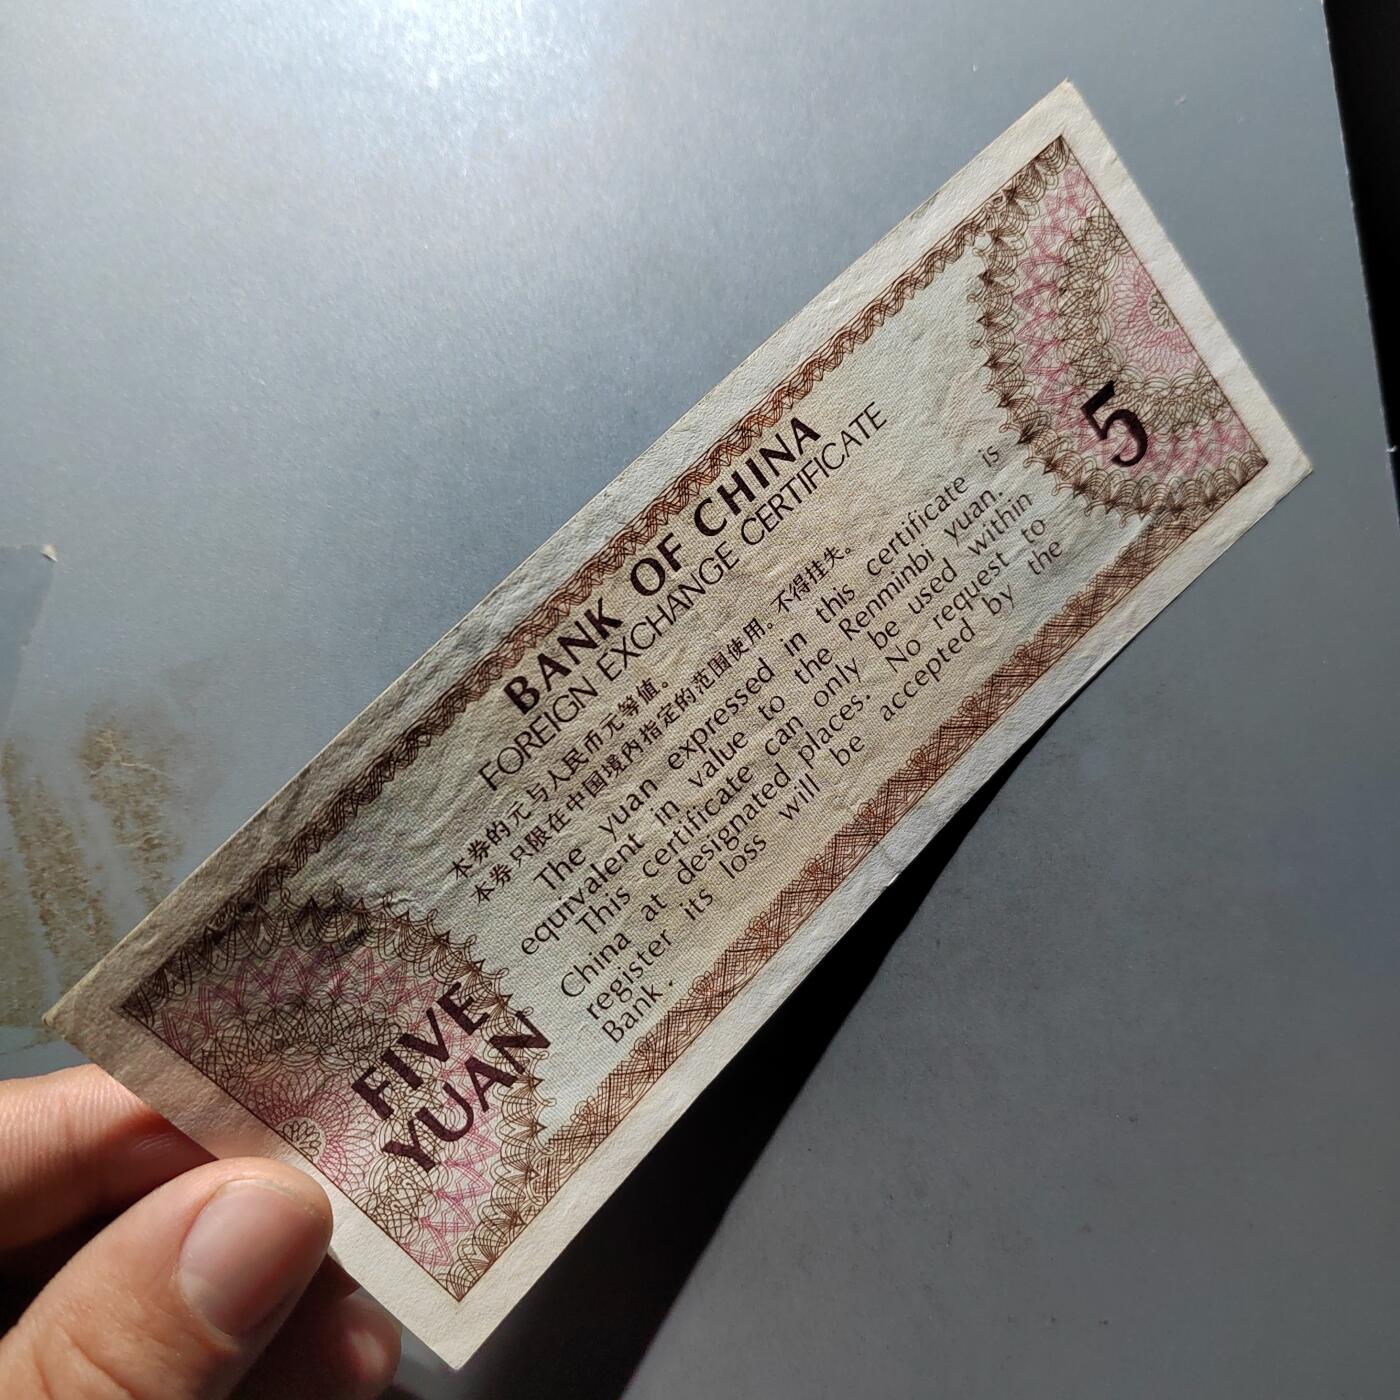 5
BANK OF CHINA
FOREIGN EXCHANGE CERTIFICATE
本券的元与人民币元等值。
本券只限在中国境内指定的范围使用。不得挂失。
The yuan expressed in this certificate is
equivalent in value to the Renminbi yuan.
This certificate can only be used within
China at designated places. No request to
register its loss will be accepted by the
Bank.
FIVE
YUAN